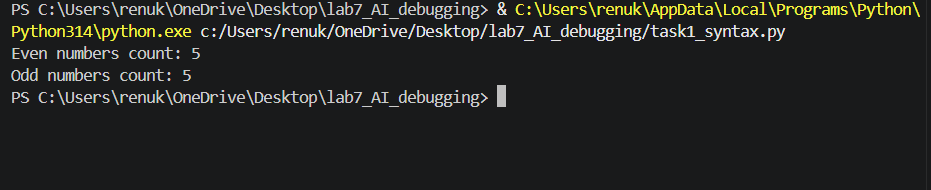 PS C:\Users\renuk\OneDrive\Desktop\lab7_AI_debugging> & C:\Users\renuk\AppData\Local\Programs\Python\
Python314\python.exe c:/Users/renuk/OneDrive/Desktop/lab7_AI_debugging/task1_syntax.py
Even numbers count: 5
Odd numbers count: 5
PS C:\Users\renuk\OneDrive\Desktop\lab7_AI_debugging>